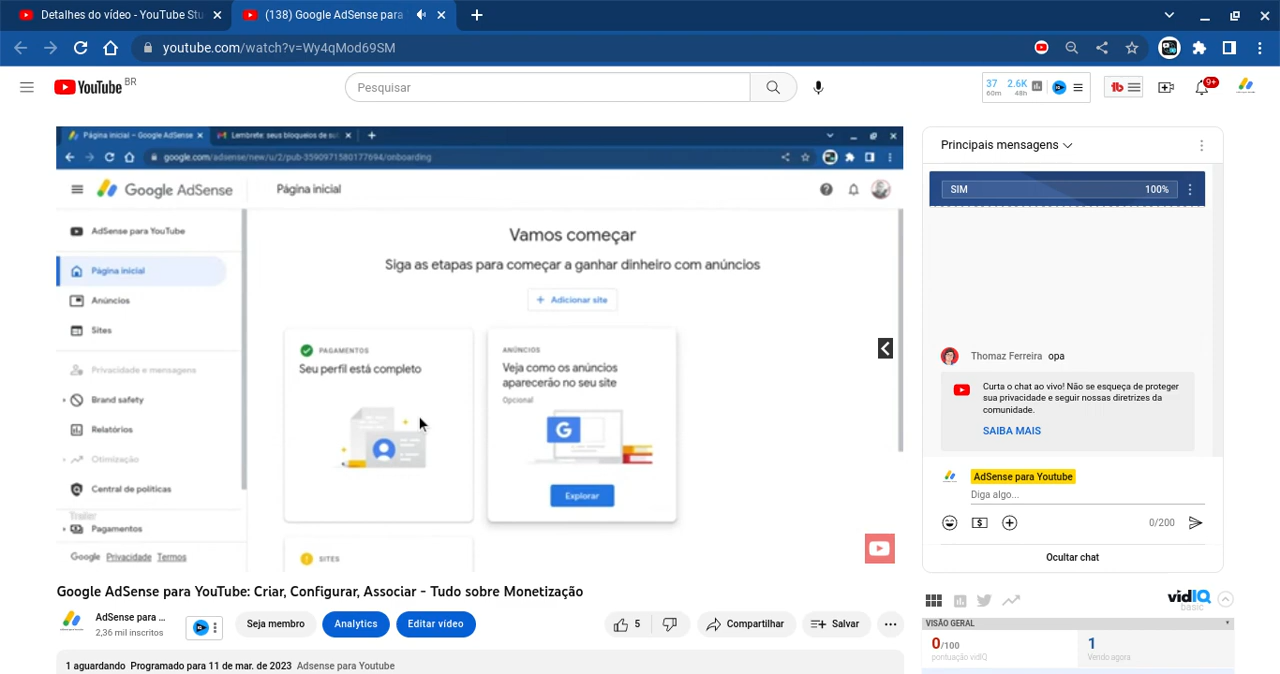 Detalhes do vídeo - YouTube Stu
(138) Google AdSense para
youtube.com/watch?v=Wy4qMod69SM
YouTube BR
Pesquisar
37 60m
2.6K 48h
9+
Página inicial – Google AdSense
Lembrete: seus bloqueios de su
google.com/adsense/new/u/2/pub-3590971580177694/onboarding
Google AdSense
Página inicial
AdSense para YouTube
Página inicial
Anúncios
Sites
Privacidade e mensagens
Brand safety
Relatórios
Otimização
Central de políticas
Trailer
Pagamentos
Google Privacidade Termos
Vamos começar
Siga as etapas para começar a ganhar dinheiro com anúncios
+ Adicionar site
PAGAMENTOS
Seu perfil está completo
ANÚNCIOS
Veja como os anúncios
aparecerão no seu site
Opcional
G
Explorar
SITES
Principais mensagens
SIM 100%
Thomaz Ferreira opa
Curta o chat ao vivo! Não se esqueça de proteger
sua privacidade e seguir nossas diretrizes da
comunidade.
SAIBA MAIS
AdSense para Youtube
Diga algo...
0/200
Ocultar chat
Google AdSense para YouTube: Criar, Configurar, Associar - Tudo sobre Monetização
AdSense para ...
2,36 mil inscritos
Seja membro
Analytics
Editar vídeo
5
Compartilhar
Salvar
1 aguardando Programado para 11 de mar. de 2023 Adsense para Youtube
vidIQ
basic
VISÃO GERAL
0/100
pontuação vidIQ
1
Vendo agora